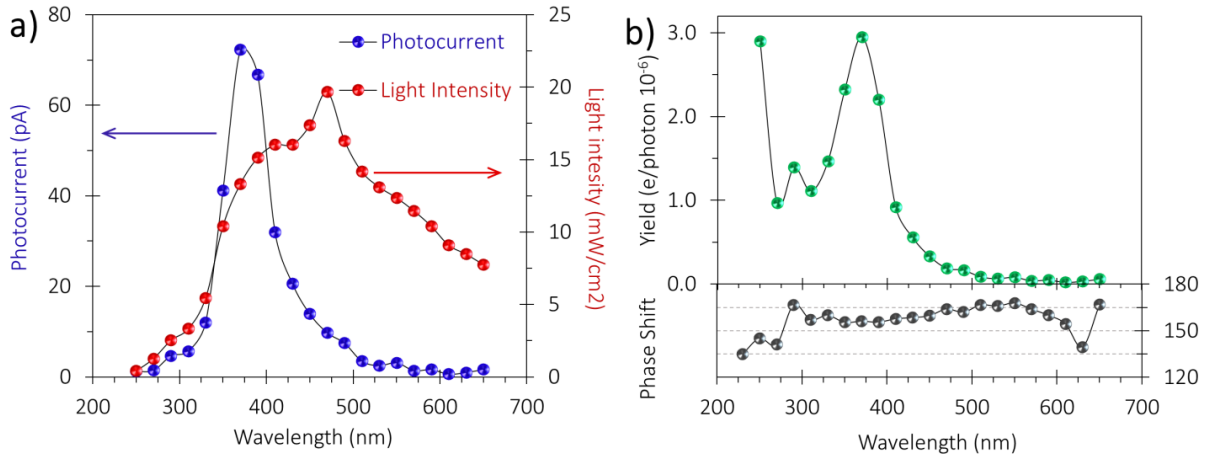 a)
80
60
40
20
0
Photocurrent (pA)
25
20
15
10
5
0
Light intesity (mW/cm2)
Photocurrent
Light Intensity
200 300 400 500 600 700
Wavelength (nm)
b)
3.0
2.0
1.0
0.0
Yield (e/photon 10-6)
180
150
120
Phase Shift
200 300 400 500 600 700
Wavelength (nm)